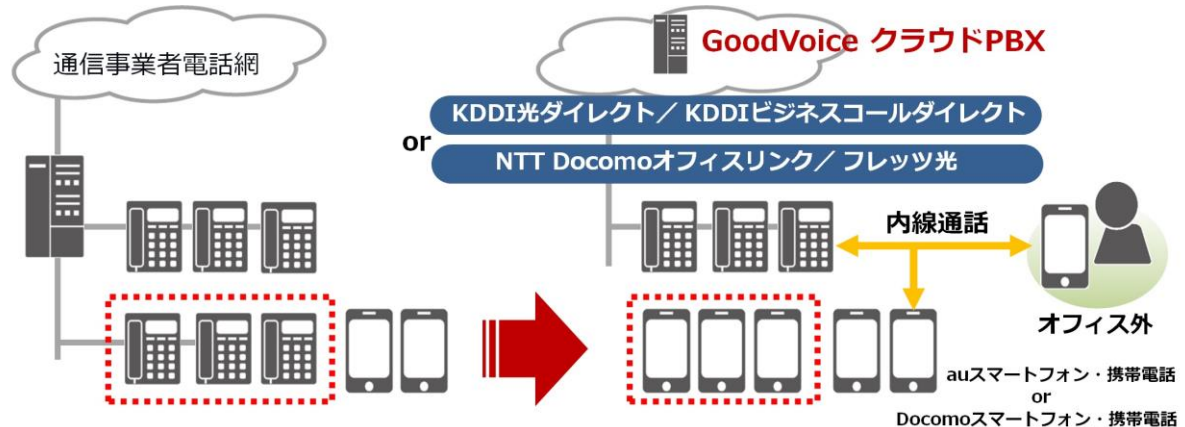 通信事業者電話網
GoodVoice クラウドPBX
KDDI光ダイレクト／ KDDIビジネスコールダイレクト
or
NTT Docomoオフィスリンク／ フレッツ光
内線通話
オフィス外
auスマートフォン・携帯電話
or
Docomoスマートフォン・携帯電話